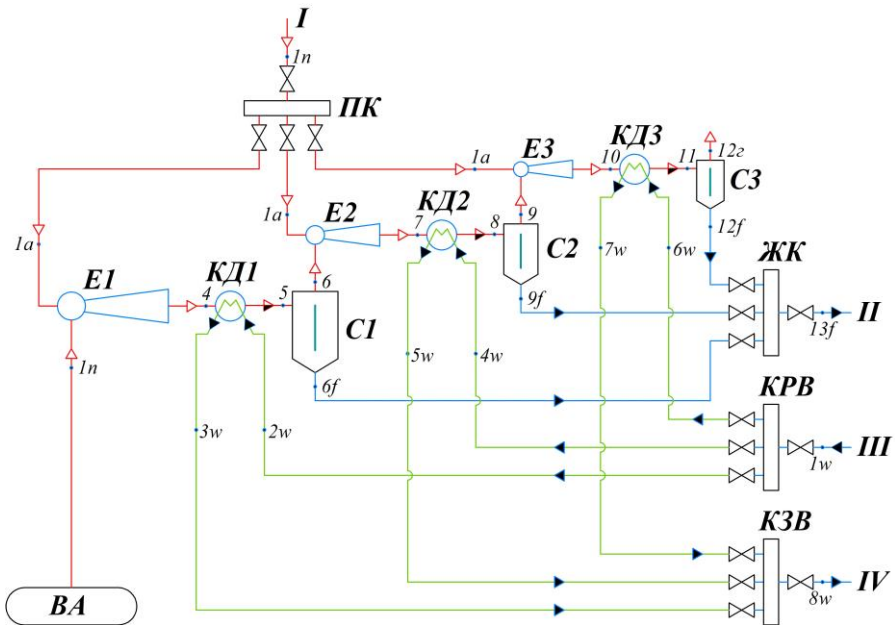 I
1п
ПК
1а
Е3
10
КД3
11
12г
С3
1а
Е2
7
КД2
8
9
С2
12f
7w
6w
ЖК
1а
Е1
4
КД1
5
6
С1
9f
II
13f
1п
6f
5w
4w
3w
2w
КРВ
III
1w
КЗВ
IV
8w
ВА